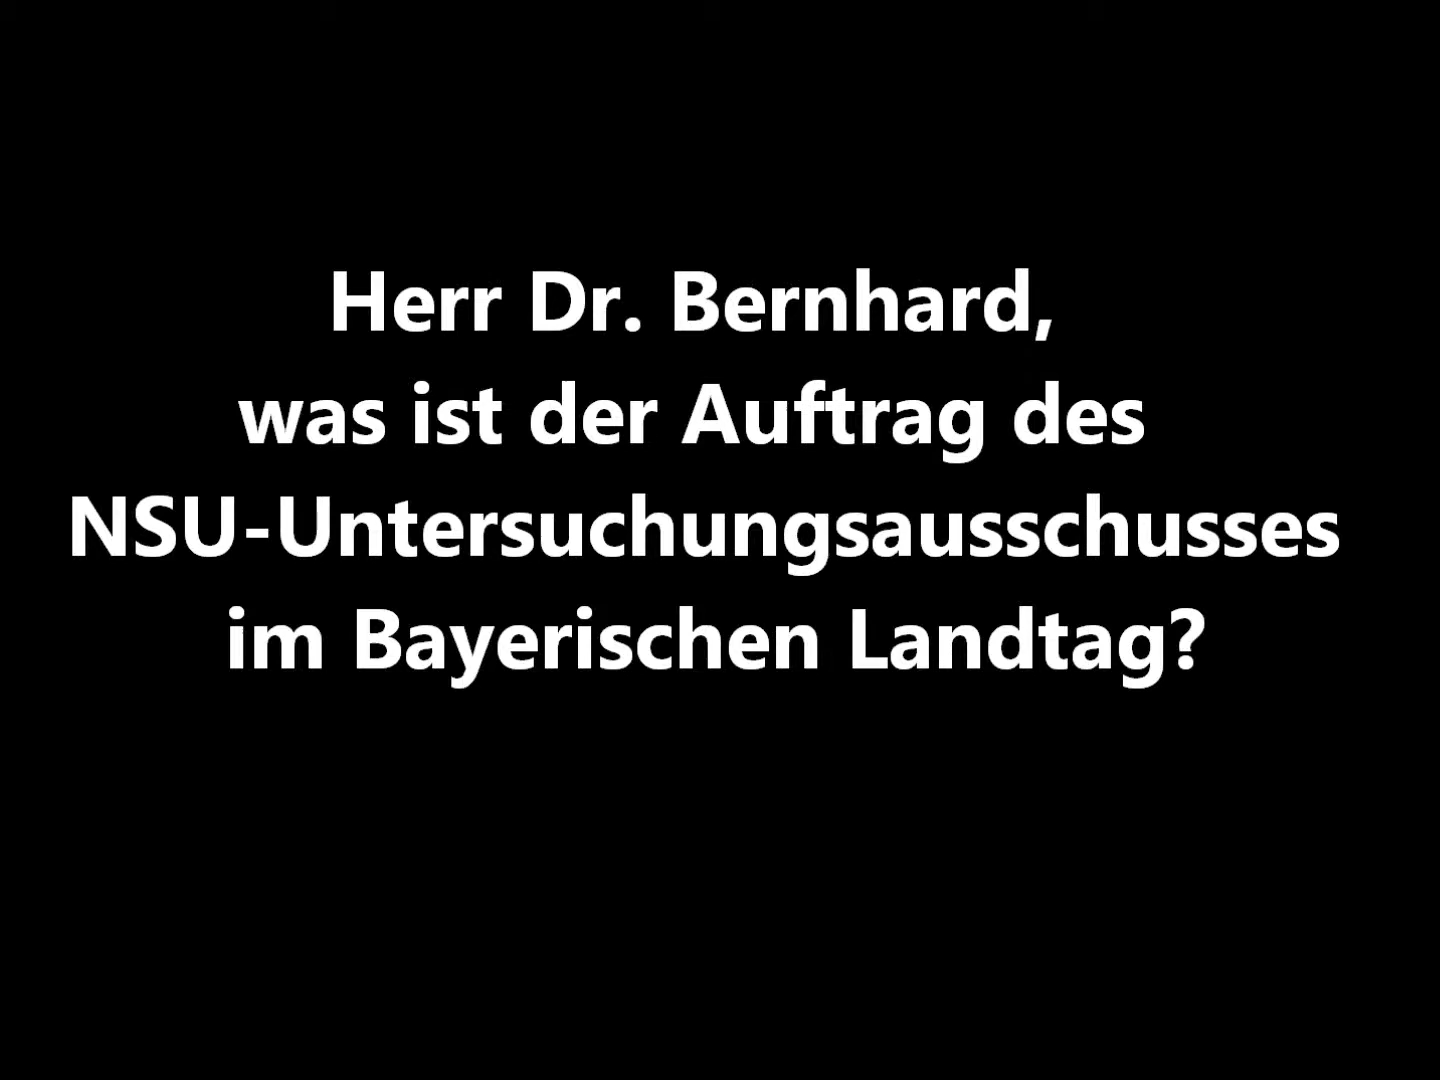 Herr Dr. Bernhard,
was ist der Auftrag des
NSU-Untersuchungsausschusses
im Bayerischen Landtag?